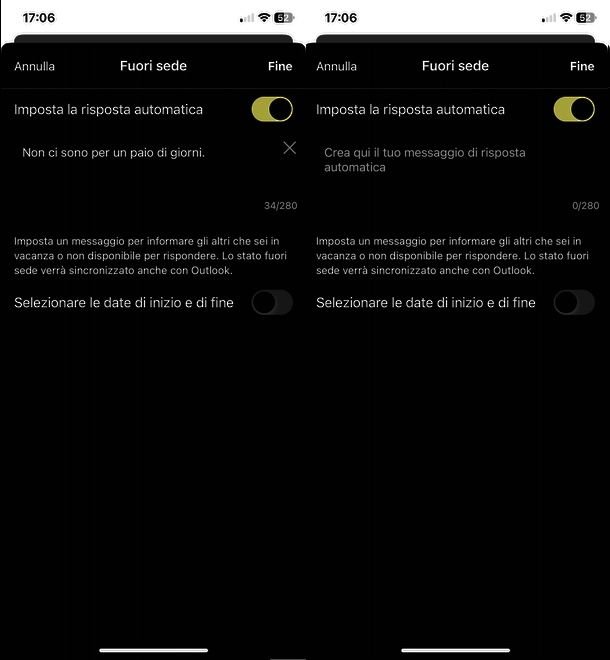 17:06
52
Annulla
Fuori sede
Fine
Imposta la risposta automatica
Non ci sono per un paio di giorni.
34/280
Imposta un messaggio per informare gli altri che sei in
vacanza o non disponibile per rispondere. Lo stato fuori
sede verrà sincronizzato anche con Outlook.
Selezionare le date di inizio e di fine
17:06
52
Annulla
Fuori sede
Fine
Imposta la risposta automatica
Crea qui il tuo messaggio di risposta
automatica
0/280
Imposta un messaggio per informare gli altri che sei in
vacanza o non disponibile per rispondere. Lo stato fuori
sede verrà sincronizzato anche con Outlook.
Selezionare le date di inizio e di fine